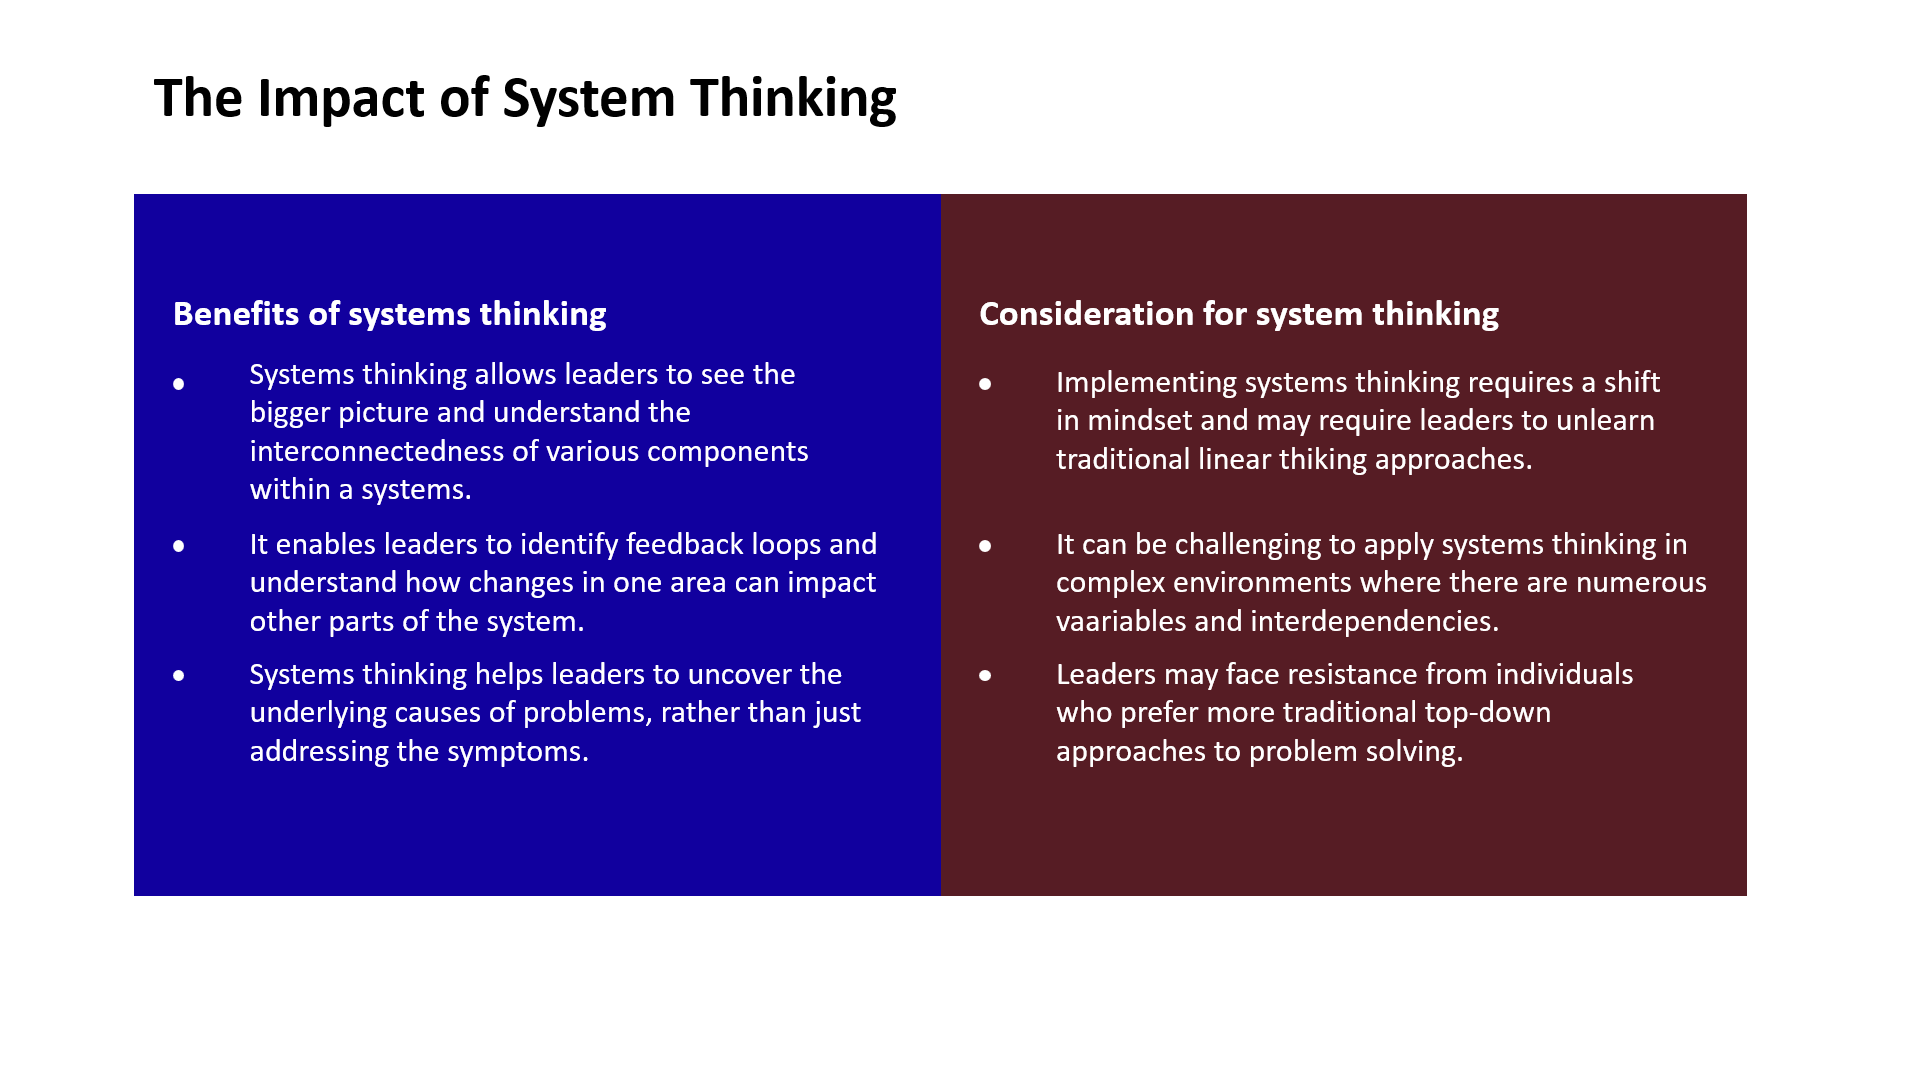 The Impact of System Thinking
Benefits of systems thinking
• Systems thinking allows leaders to see the
bigger picture and understand the
interconnectedness of various components
within a systems.
• It enables leaders to identify feedback loops and
understand how changes in one area can impact
other parts of the system.
• Systems thinking helps leaders to uncover the
underlying causes of problems, rather than just
addressing the symptoms.
Consideration for system thinking
• Implementing systems thinking requires a shift
in mindset and may require leaders to unlearn
traditional linear thiking approaches.
• It can be challenging to apply systems thinking in
complex environments where there are numerous
vaariables and interdependencies.
• Leaders may face resistance from individuals
who prefer more traditional top-down
approaches to problem solving.